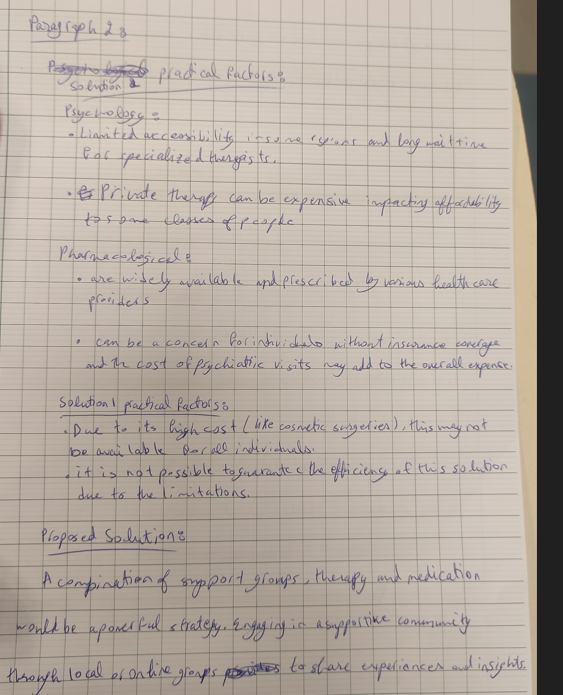 Paragraph 2:
practical factors:
Solution 2
Psychology:
• Limited accessibility in some regions and long wait time
for specialized therapists.
• Private therapy can be expensive impacting affordability
to some classes of people
Pharmacological:
• are widely available and prescribed by various health care
providers
• can be a concern for individuals without insurance coverage
and the cost of psychiatric visits may add to the overall expense.
Solution 1 practical factors:
• Due to its high cost (like cosmetic surgeries), this may not
be available for all individuals.
• it is not possible to guarantee the efficiency of this solution
due to the limitations.
Proposed Solution:
A combination of support groups, therapy and medication
would be a powerful strategy. Engaging in a supportive community
through local or online groups to share experiances and insights.